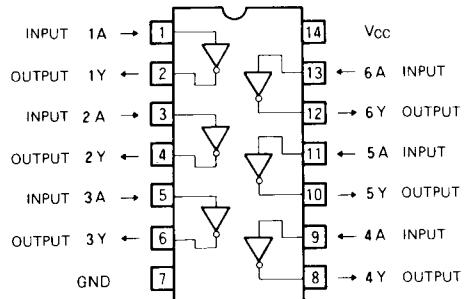 INPUT 1A → 1
14 Vcc
OUTPUT 1Y ← 2
13 ← 6A INPUT
INPUT 2A → 3
12 → 6Y OUTPUT
OUTPUT 2Y ← 4
11 ← 5A INPUT
INPUT 3A → 5
10 → 5Y OUTPUT
OUTPUT 3Y ← 6
9 ← 4A INPUT
GND 7
8 → 4Y OUTPUT